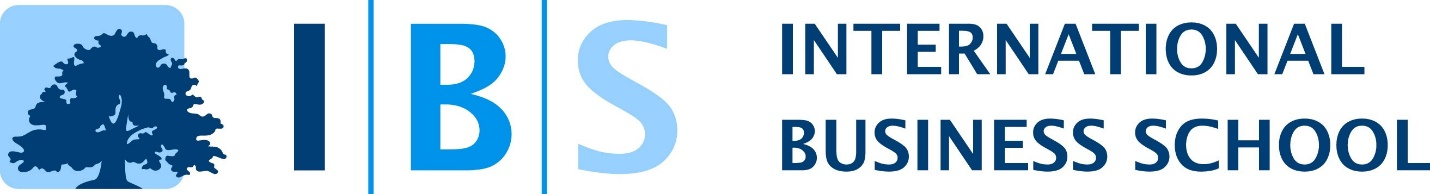 IBS
INTERNATIONAL
BUSINESS SCHOOL